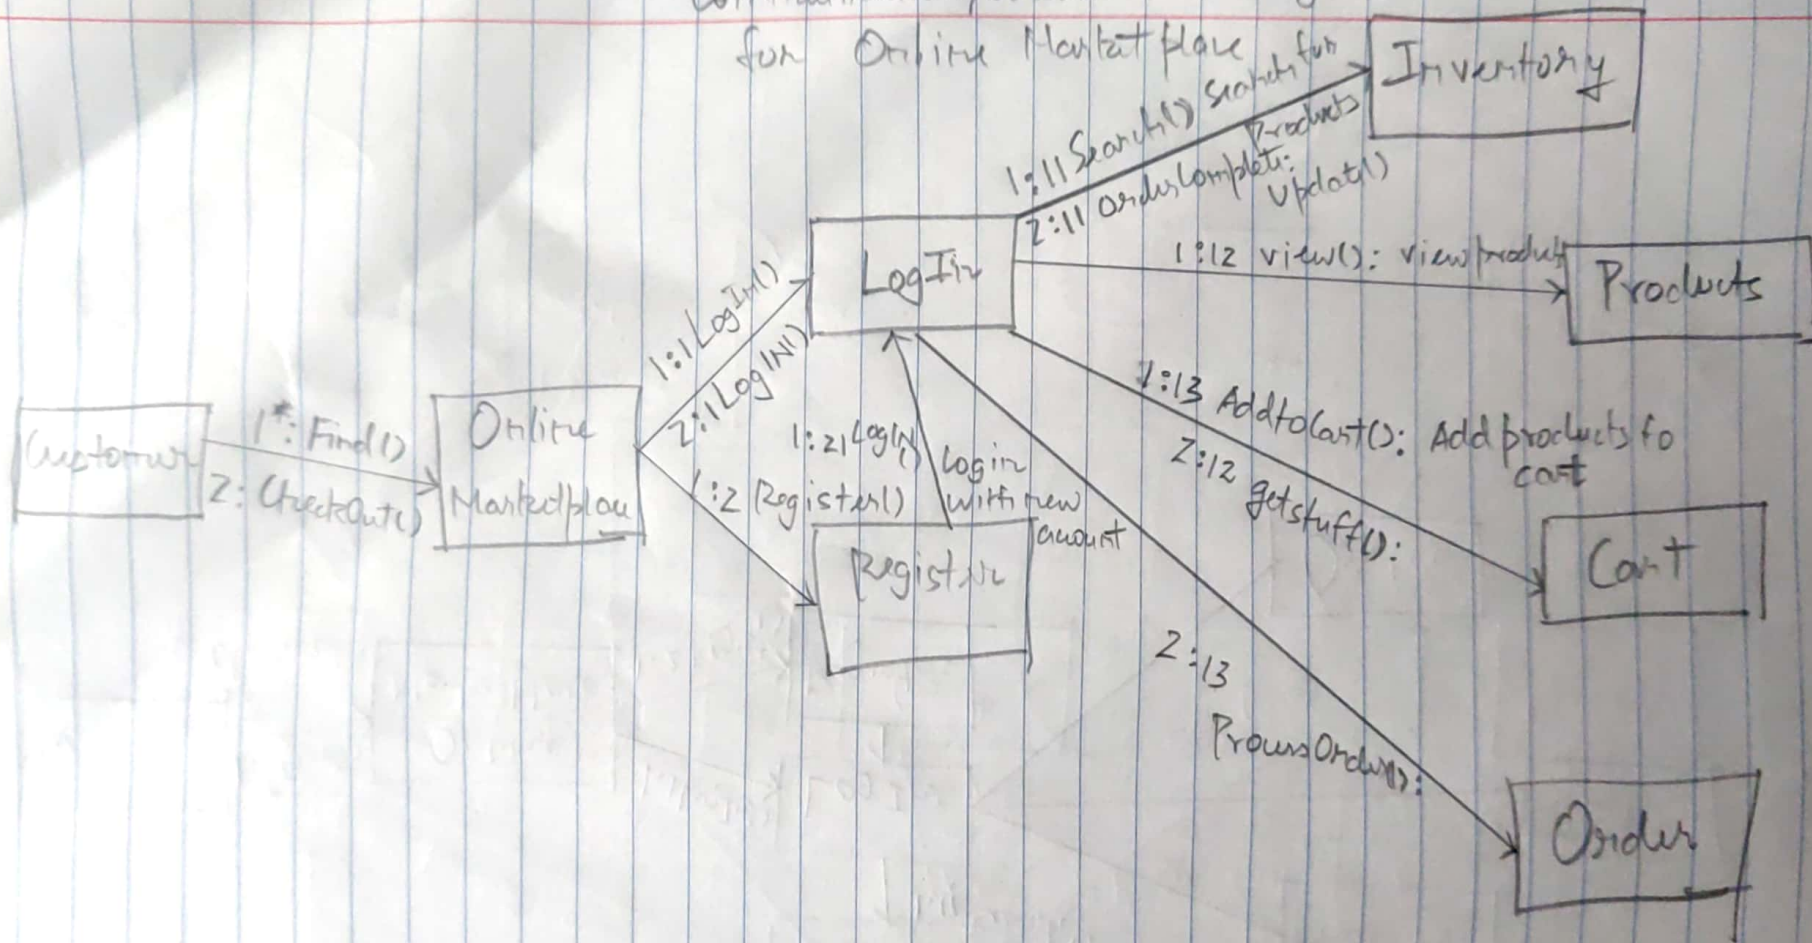 for Online Market place
Inventory
1:11 Search() Search for
Products
2:11 OrderComplete:
Update()
LogIn
1:12 view(): view product
Products
1:1 LogIn()
2:1 LogIN()
1:13 AddtoCart(): Add products to
cart
2:12 getstuff():
Customer
1*: Find()
2: CheckOut()
Online
Marketplace
1:21 LogIN()
Login
with new
account
1:2 Register()
Register
Cart
2:13
ProcessOrder():
Order